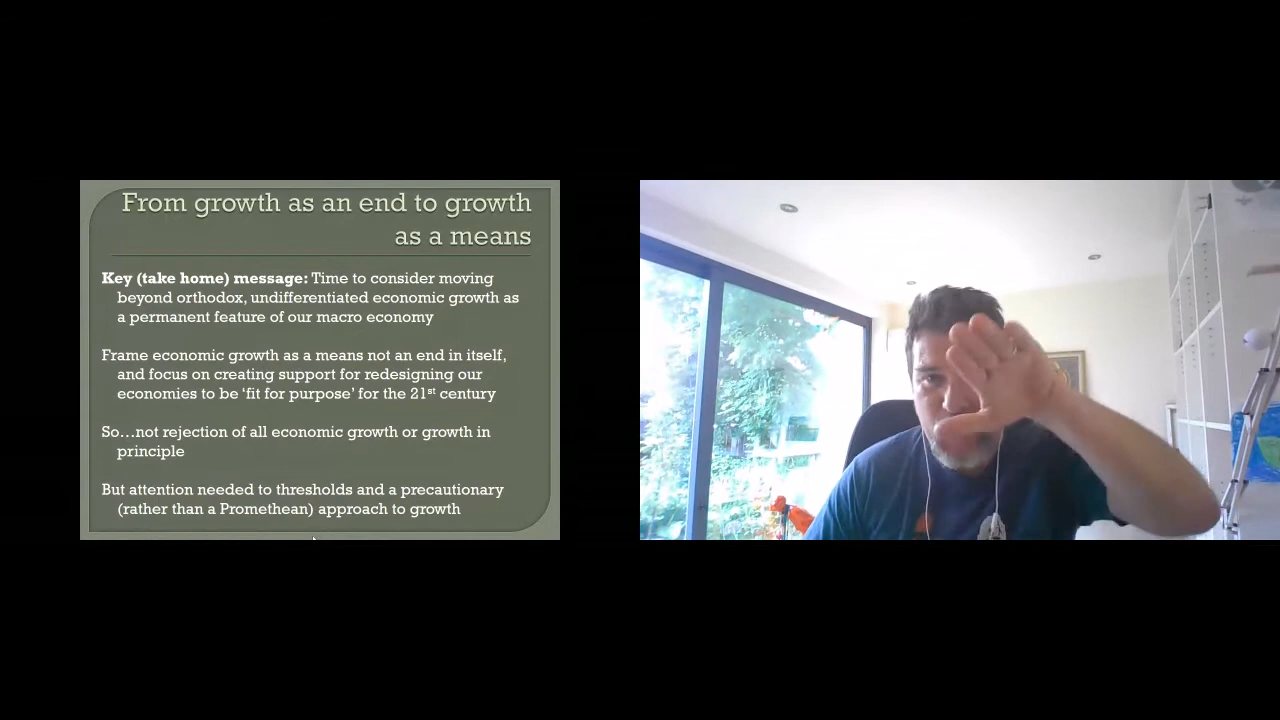 From growth as an end to growth
as a means
Key (take home) message: Time to consider moving
beyond orthodox, undifferentiated economic growth as
a permanent feature of our macro economy
Frame economic growth as a means not an end in itself,
and focus on creating support for redesigning our
economies to be ‘fit for purpose’ for the 21st century
So…not rejection of all economic growth or growth in
principle
But attention needed to thresholds and a precautionary
(rather than a Promethean) approach to growth